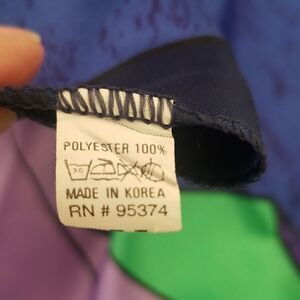 POLYESTER 100%
MADE IN KOREA
RN # 95374